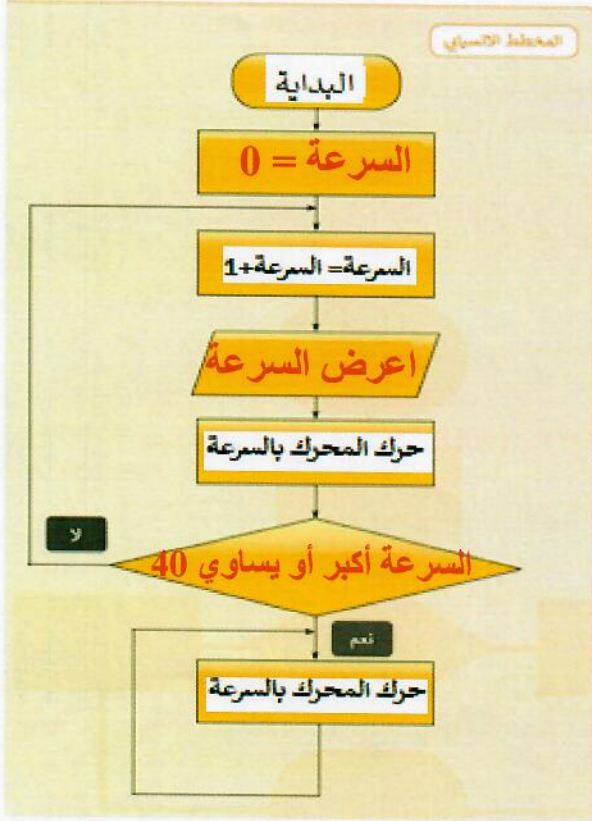 المخطط الانسيابي
البداية
السرعة = 0
السرعة= السرعة+1
اعرض السرعة
حرك المحرك بالسرعة
لا
السرعة أكبر أو يساوي 40
نعم
حرك المحرك بالسرعة